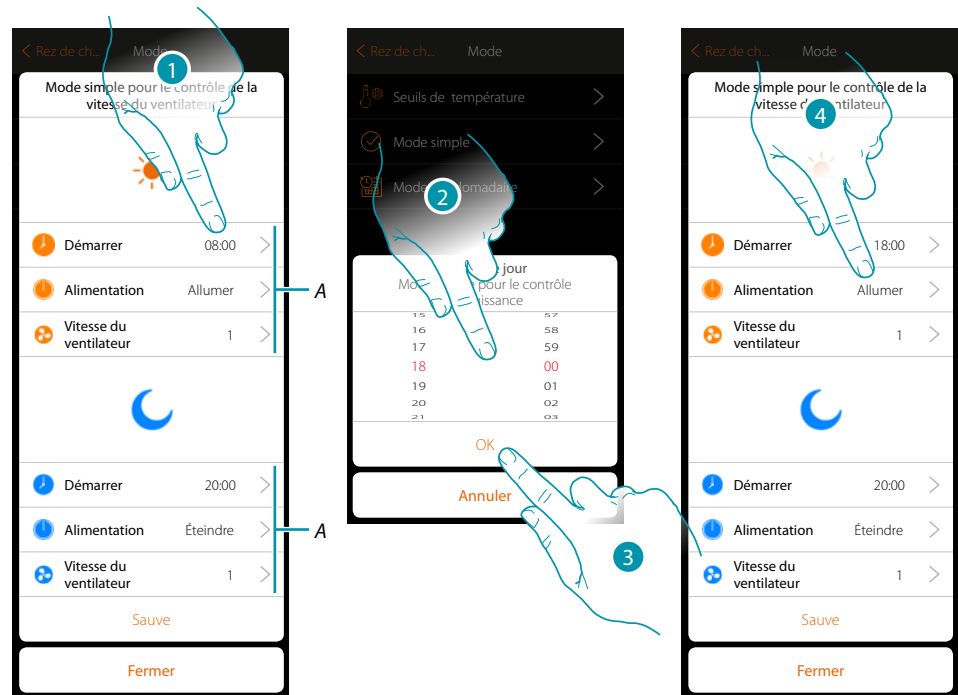 < Rez de ch... Mode
1
Mode simple pour le contrôle de la
vitesse du ventilateur
Démarrer 08:00
Alimentation Allumer
Vitesse du
ventilateur 1
A
Démarrer 20:00
Alimentation Éteindre
Vitesse du
ventilateur 1
A
Sauve
Fermer
< Rez de ch... Mode
Seuils de température
Mode simple
Mode
2
jour
pour le contrôle
15 57
16 58
17 59
18 00
19 01
20 02
21 03
OK
Annuler
3
< Rez de ch... Mode
Mode simple pour le contrôle de la
vitesse du ventilateur
4
Démarrer 18:00
Alimentation Allumer
Vitesse du
ventilateur 1
Démarrer 20:00
Alimentation Éteindre
Vitesse du
ventilateur 1
Sauve
Fermer